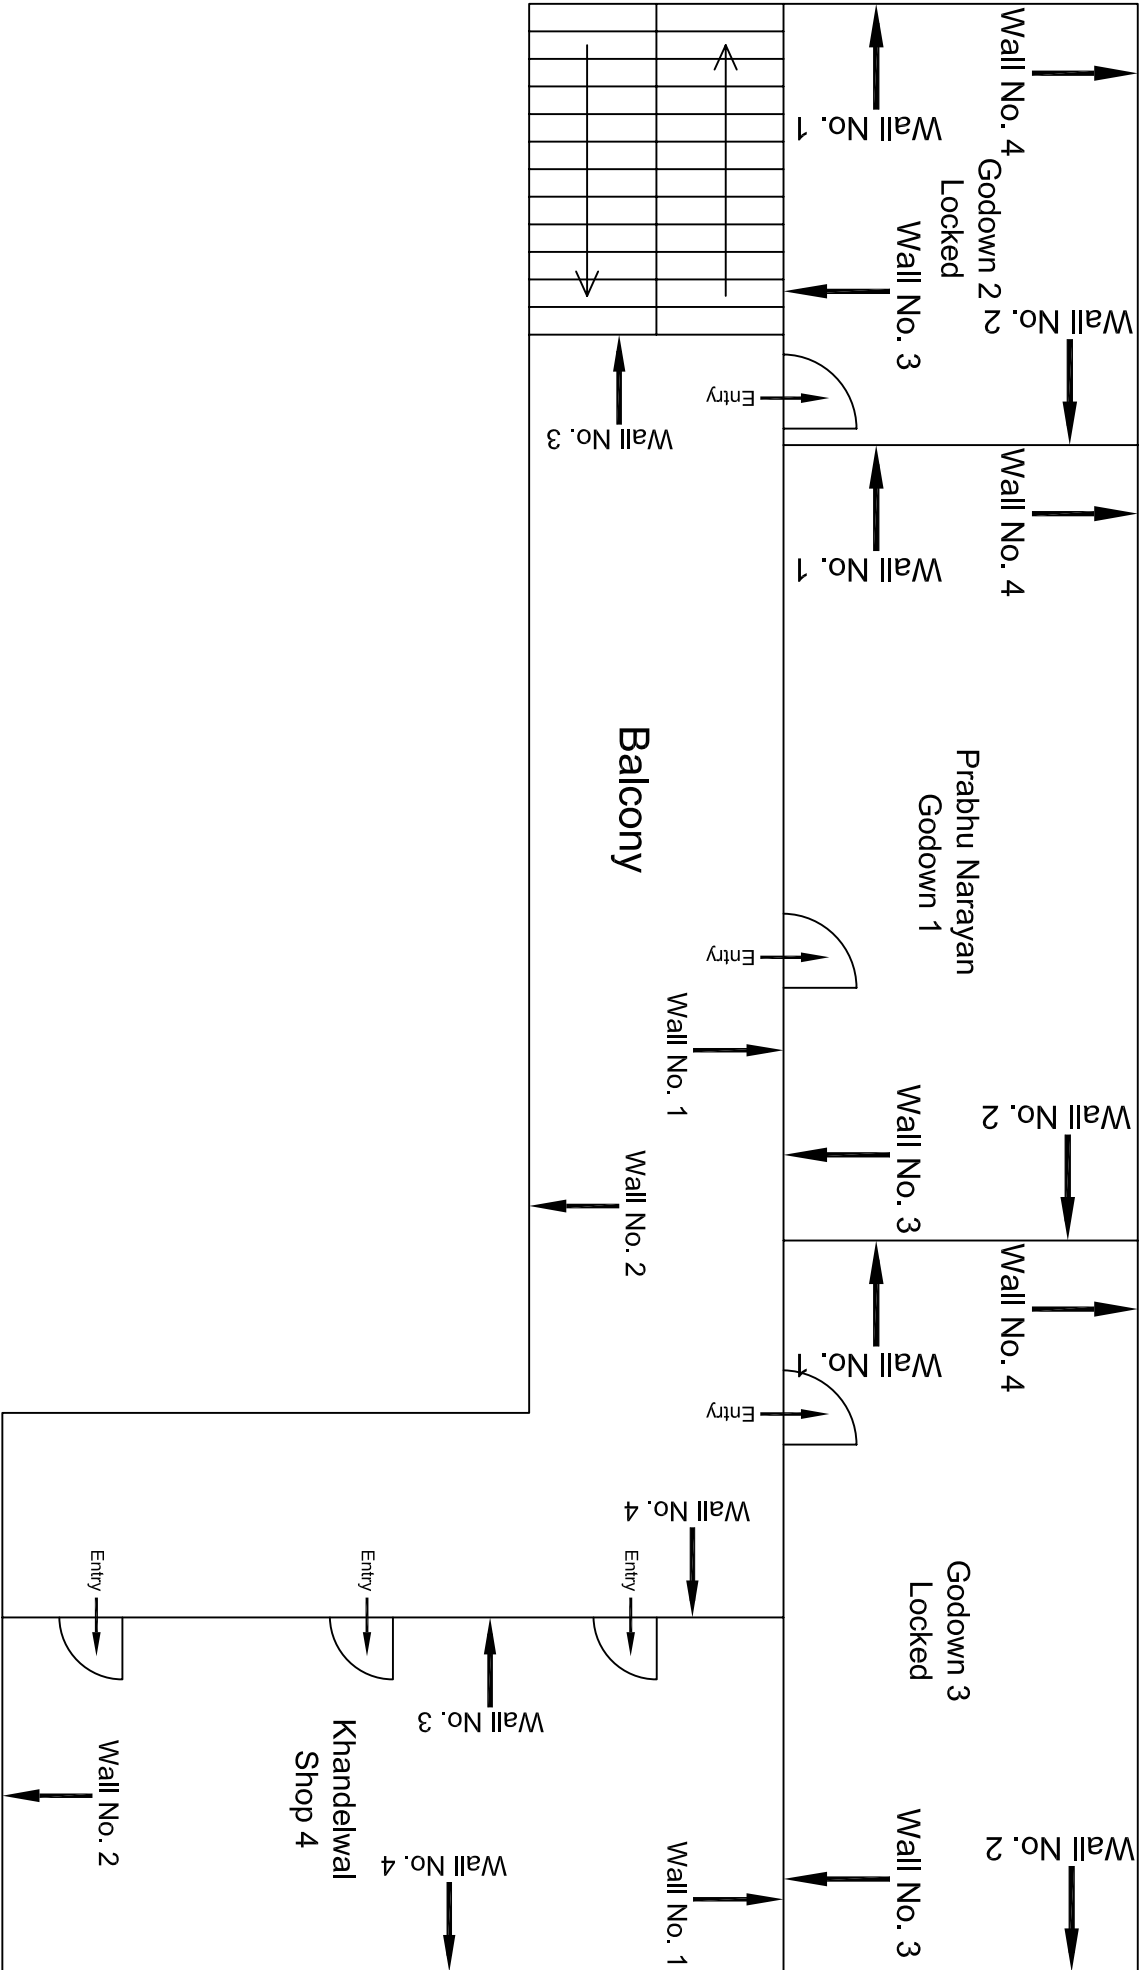 Wall No. 4
Wall No. 1
Godown 2
Locked
Wall No. 3
Wall No. 2
Entry
Wall No. 3
Wall No. 4
Wall No. 1
Prabhu Narayan
Godown 1
Balcony
Entry
Wall No. 1
Wall No. 3
Wall No. 2
Wall No. 2
Wall No. 4
Wall No. 1
Entry
Wall No. 4
Godown 3
Locked
Entry
Entry
Entry
Wall No. 3
Khandelwal
Shop 4
Wall No. 2
Wall No. 4
Wall No. 1
Wall No. 3
Wall No. 2